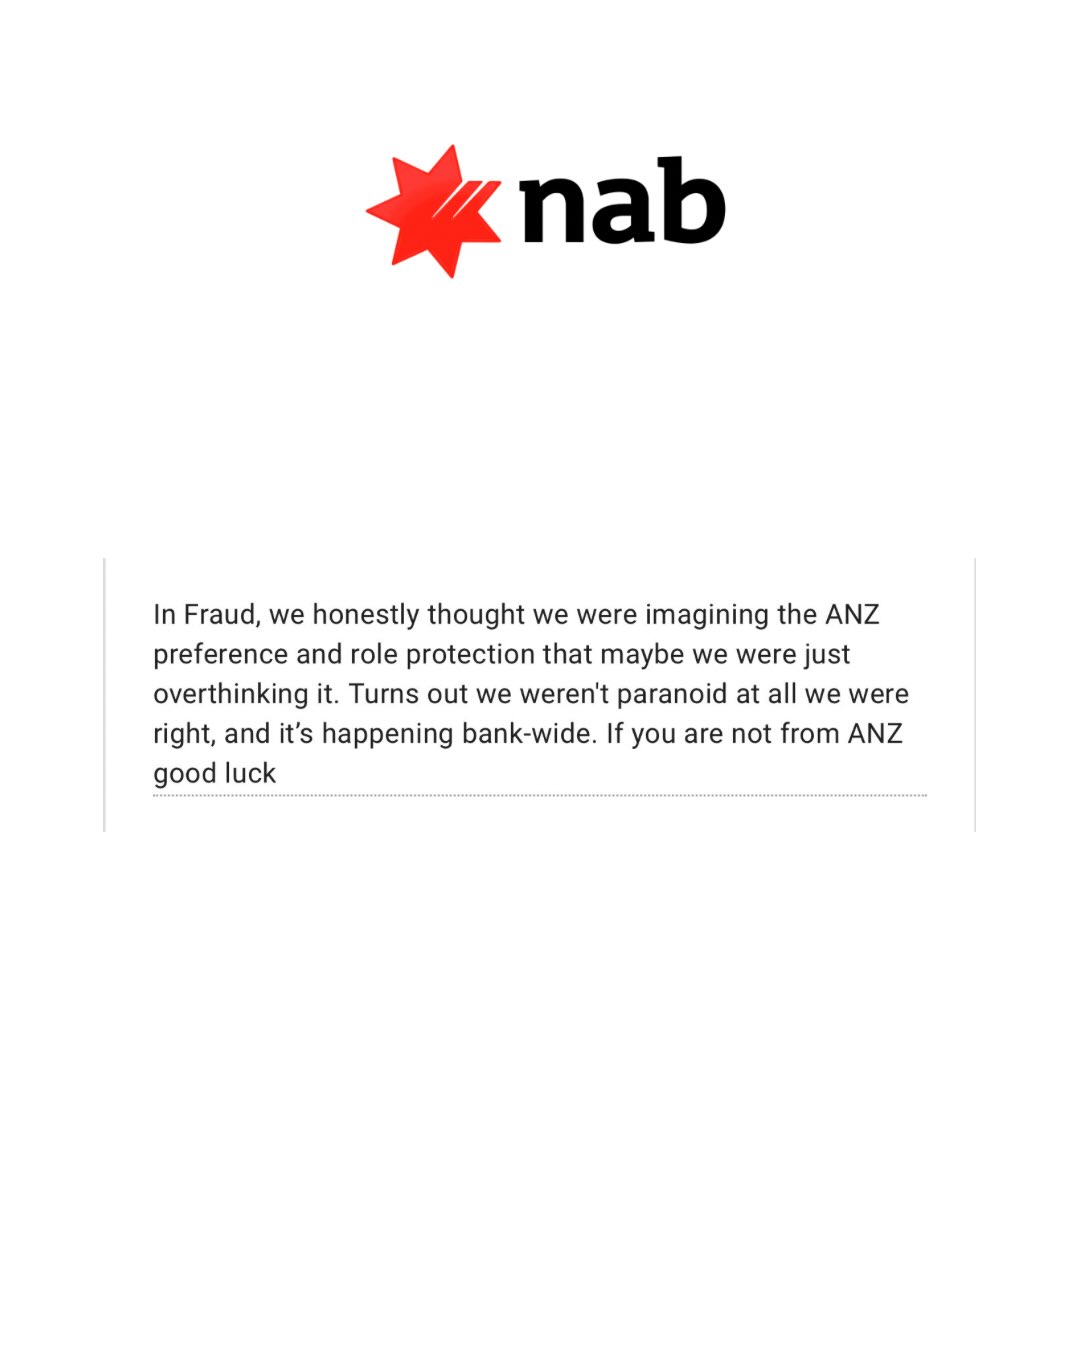 nab
In Fraud, we honestly thought we were imagining the ANZ
preference and role protection that maybe we were just
overthinking it. Turns out we weren't paranoid at all we were
right, and it’s happening bank-wide. If you are not from ANZ
good luck